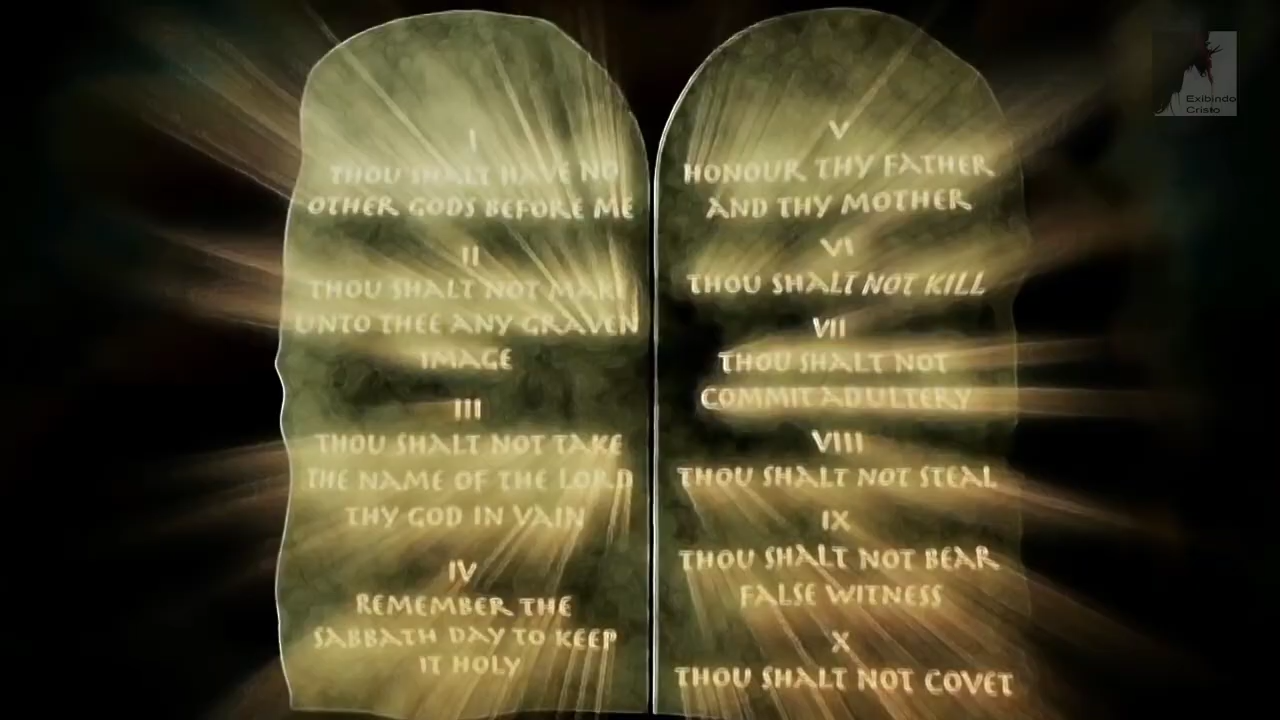 I
THOU SHALT HAVE NO
OTHER GODS BEFORE ME
II
THOU SHALT NOT MAKE
UNTO THEE ANY GRAVEN
IMAGE
III
THOU SHALT NOT TAKE
THE NAME OF THE LORD
THY GOD IN VAIN
IV
REMEMBER THE
SABBATH DAY TO KEEP
IT HOLY
V
HONOUR THY FATHER
AND THY MOTHER
VI
THOU SHALT NOT KILL
VII
THOU SHALT NOT
COMMIT ADULTERY
VIII
THOU SHALT NOT STEAL
IX
THOU SHALT NOT BEAR
FALSE WITNESS
X
THOU SHALT NOT COVET
Exibindo
Cristo